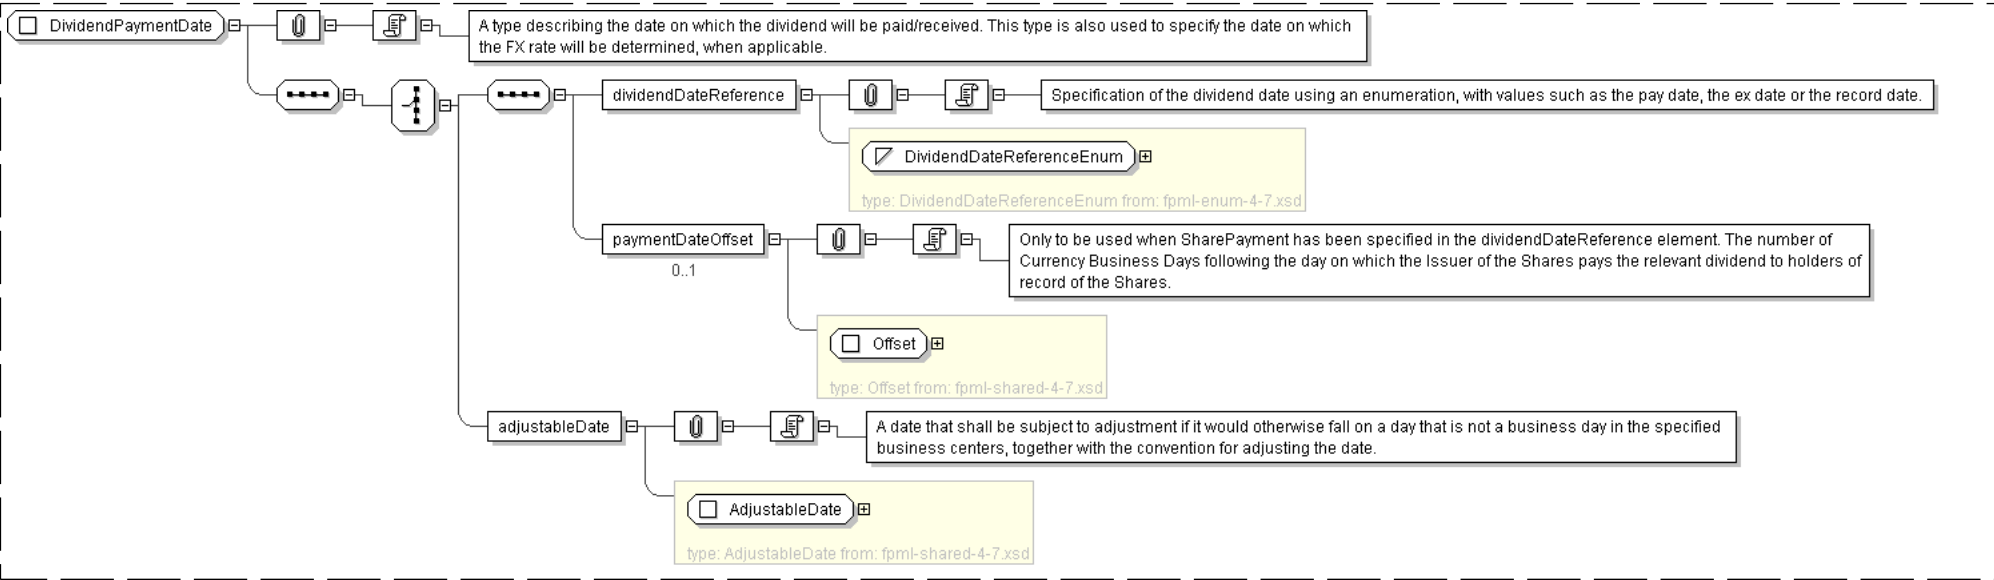 DividendPaymentDate
A type describing the date on which the dividend will be paid/received. This type is also used to specify the date on which
the FX rate will be determined, when applicable.
dividendDateReference
Specification of the dividend date using an enumeration, with values such as the pay date, the ex date or the record date.
DividendDateReferenceEnum
type: DividendDateReferenceEnum from: fpml-enum-4-7.xsd
paymentDateOffset
0..1
Only to be used when SharePayment has been specified in the dividendDateReference element. The number of
Currency Business Days following the day on which the Issuer of the Shares pays the relevant dividend to holders of
record of the Shares.
Offset
type: Offset from: fpml-shared-4-7.xsd
adjustableDate
A date that shall be subject to adjustment if it would otherwise fall on a day that is not a business day in the specified
business centers, together with the convention for adjusting the date.
AdjustableDate
type: AdjustableDate from: fpml-shared-4-7.xsd